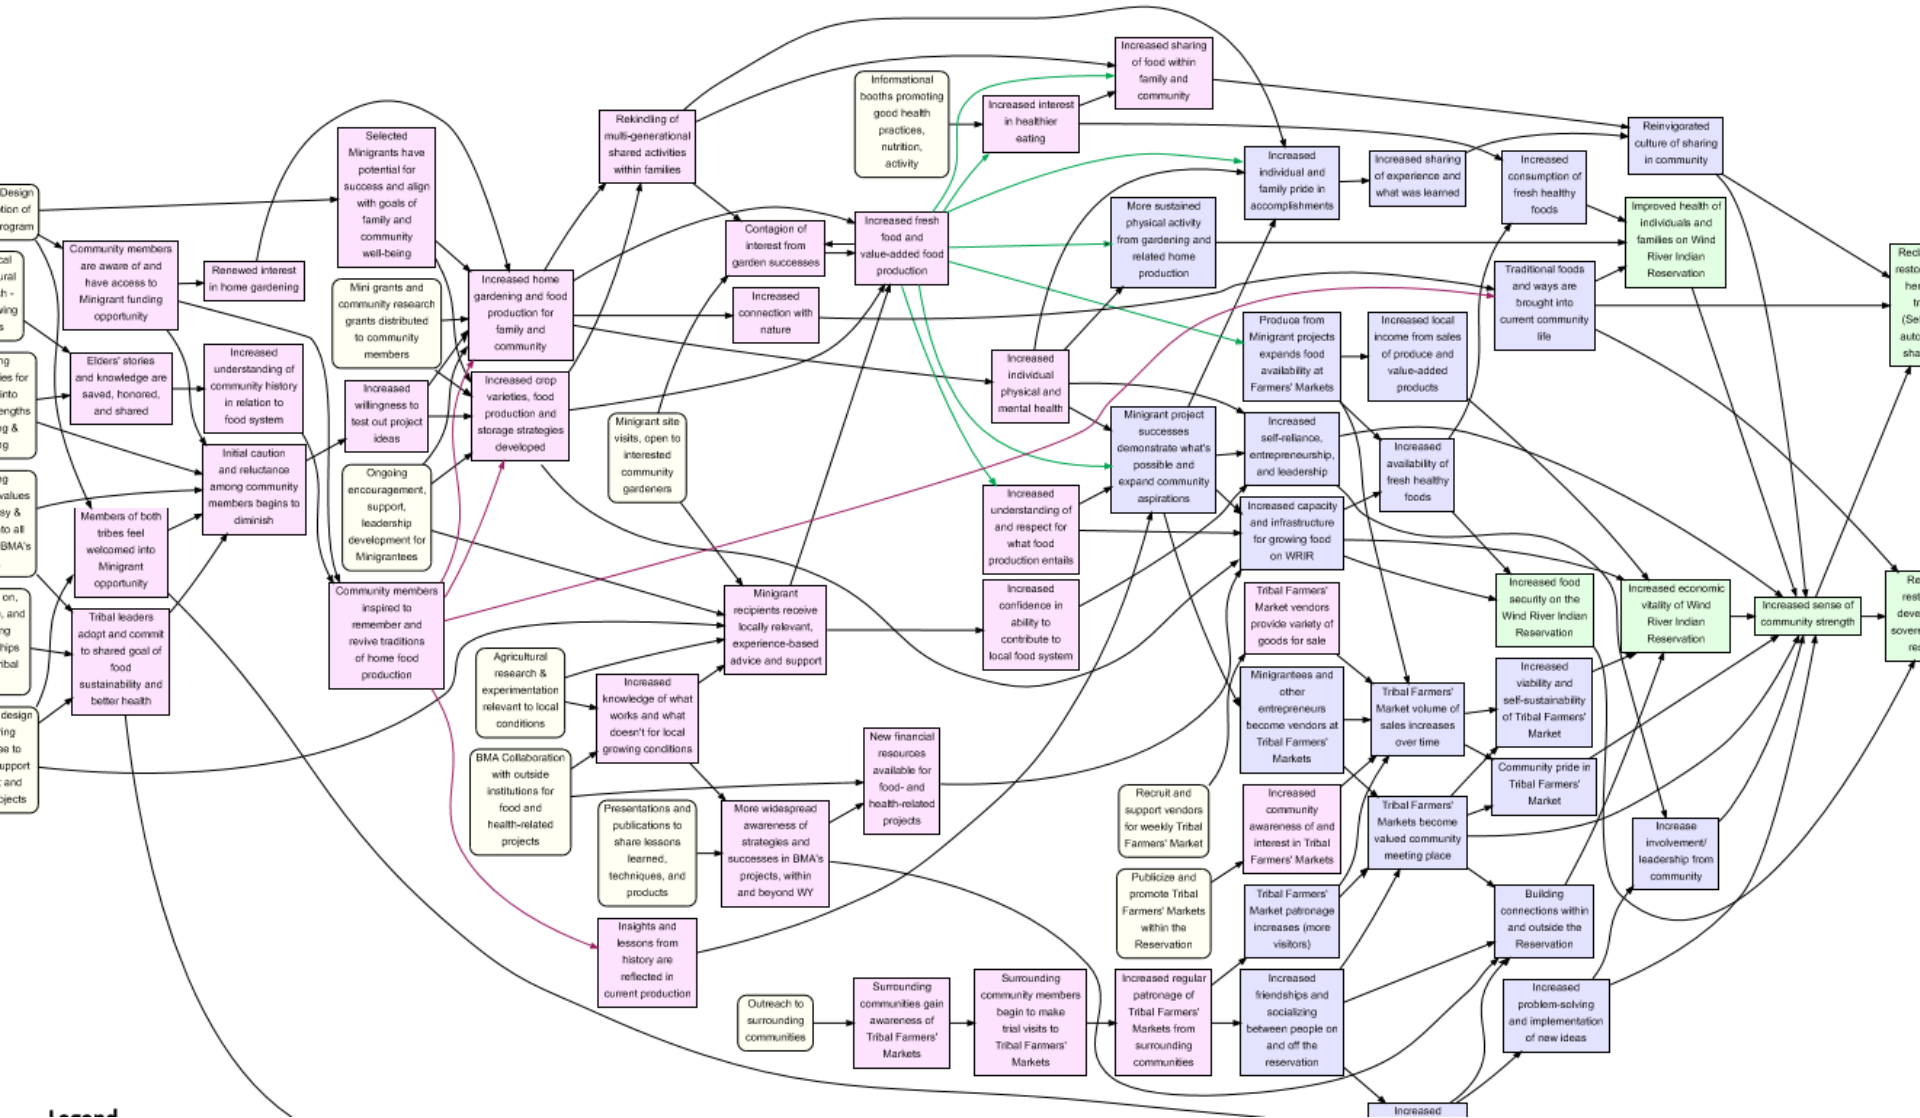 Increased sharing
of food within
family and
community
Informational
booths promoting
good health
practices,
nutrition,
activity
Increased interest
in healthier
eating
Rekindling of
multi-generational
shared activities
within families
Selected
Minigrants have
potential for
success and align
with goals of
family and
community
well-being
Reinvigorated
culture of sharing
in community
Increased
individual and
family pride in
accomplishments
Increased sharing
of experience and
what was learned
Increased
consumption of
fresh healthy
foods
Design
rogram
Community members
are aware of and
have access to
Minigrant funding
opportunity
Renewed interest
in home gardening
Increased home
gardening and food
production for
family and
community
Contagion of
interest from
garden successes
Increased fresh
food and
value-added food
production
More sustained
physical activity
from gardening and
related home
production
Improved health of
individuals and
families on Wind
River Indian
Reservation
Traditional foods
and ways are
brought into
current community
life
Mini grants and
community research
grants distributed
to community
members
Increased
connection with
nature
Produce from
Minigrant projects
expands food
availability at
Farmers' Markets
Increased local
income from sales
of produce and
value-added
products
Elders' stories
and knowledge are
saved, honored,
and shared
Increased
understanding of
community history
in relation to
food system
Increased
willingness to
test out project
ideas
Increased crop
varieties, food
production and
storage strategies
developed
Increased
individual
physical and
mental health
Minigrant project
successes
demonstrate what's
possible and
expand community
aspirations
Increased
self-reliance,
entrepreneurship,
and leadership
Increased
availability of
fresh healthy
foods
Minigrant site
visits, open to
interested
community
gardeners
Initial caution
and reluctance
among community
members begins to
diminish
Ongoing
encouragement,
support,
leadership
development for
Minigrantees
Increased
understanding of
and respect for
what food
production entails
Increased capacity
and infrastructure
for growing food
on WRIR
Members of both
tribes feel
welcomed into
Minigrant
opportunity
Community members
inspired to
remember and
revive traditions
of home food
production
Minigrant
recipients receive
locally relevant,
experience-based
advice and support
Increased
confidence in
ability to
contribute to
local food system
Tribal Farmers'
Market vendors
provide variety of
goods for sale
Increased food
security on the
Wind River Indian
Reservation
Increased economic
vitality of Wind
River Indian
Reservation
Increased sense of
community strength
Tribal leaders
adopt and commit
to shared goal of
food
sustainability and
better health
Agricultural
research &
experimentation
relevant to local
conditions
Increased
knowledge of what
works and what
doesn't for local
growing conditions
Minigrantees and
other
entrepreneurs
become vendors at
Tribal Farmers'
Markets
Tribal Farmers'
Market volume of
sales increases
over time
Increased
viability and
self-sustainability
of Tribal Farmers'
Market
Community pride in
Tribal Farmers'
Market
BMA Collaboration
with outside
institutions for
food and
health-related
projects
New financial
resources
available for
food- and
health-related
projects
Presentations and
publications to
share lessons
learned,
techniques, and
products
More widespread
awareness of
strategies and
successes in BMA's
projects, within
and beyond WY
Recruit and
support vendors
for weekly Tribal
Farmers' Market
Increased
community
awareness of and
interest in Tribal
Farmers' Markets
Tribal Farmers'
Markets become
valued community
meeting place
Increase
involvement/
leadership from
community
Publicize and
promote Tribal
Farmers' Markets
within the
Reservation
Tribal Farmers'
Market patronage
increases (more
visitors)
Building
connections within
and outside the
Reservation
Insights and
lessons from
history are
reflected in
current production
Outreach to
surrounding
communities
Surrounding
communities gain
awareness of
Tribal Farmers'
Markets
Surrounding
community members
begin to make
trial visits to
Tribal Farmers'
Markets
Increased regular
patronage of
Tribal Farmers'
Markets from
surrounding
communities
Increased
friendships and
socializing
between people on
and off the
reservation
Increased
problem-solving
and implementation
of new ideas
Increased
Legend